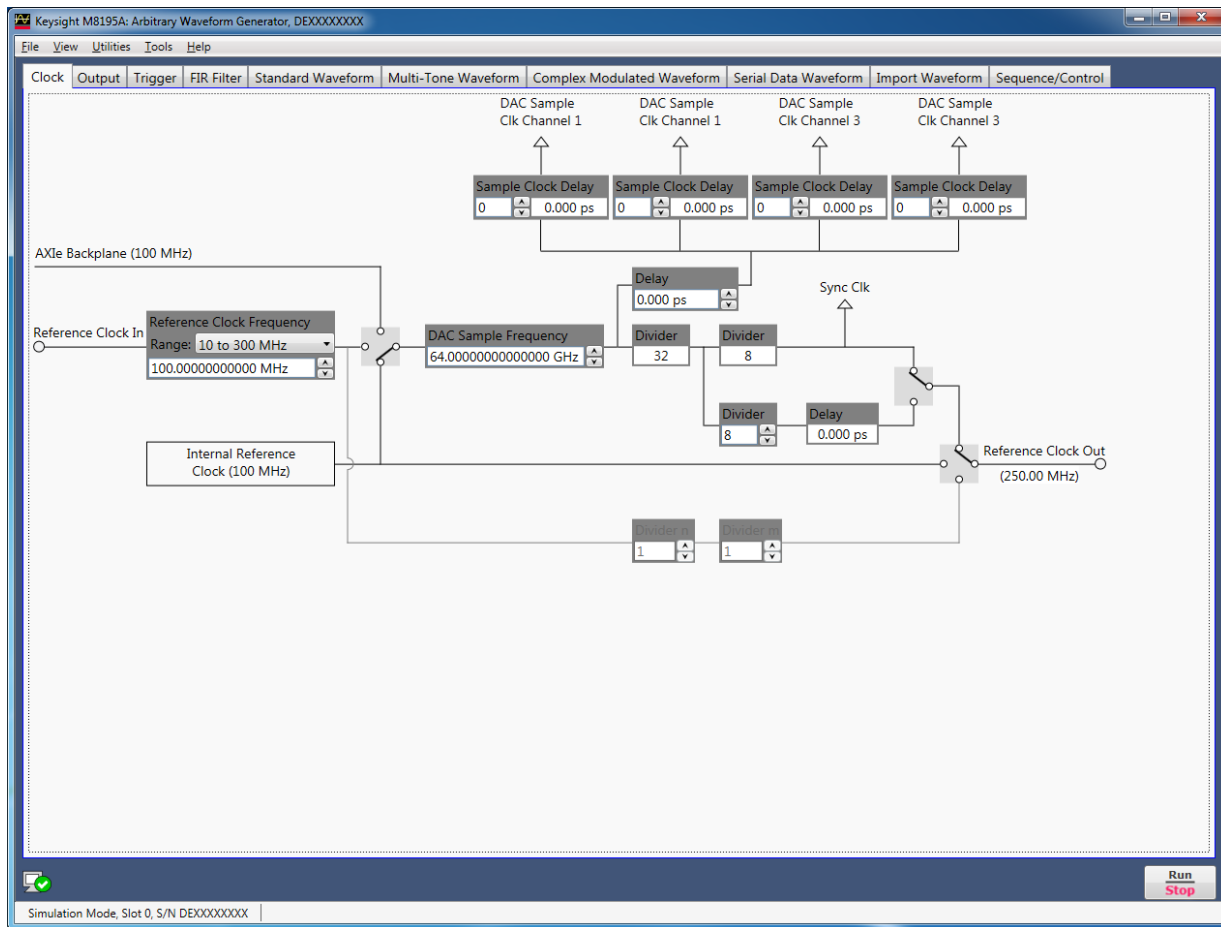 Keysight M8195A: Arbitrary Waveform Generator, DEXXXXXXXX
File View Utilities Tools Help
Clock Output Trigger FIR Filter Standard Waveform Multi-Tone Waveform Complex Modulated Waveform Serial Data Waveform Import Waveform Sequence/Control
DAC Sample
Clk Channel 1
DAC Sample
Clk Channel 1
DAC Sample
Clk Channel 3
DAC Sample
Clk Channel 3
Sample Clock Delay
0 0.000 ps
Sample Clock Delay
0 0.000 ps
Sample Clock Delay
0 0.000 ps
Sample Clock Delay
0 0.000 ps
AXIe Backplane (100 MHz)
Delay
0.000 ps
Sync Clk
Reference Clock In
Reference Clock Frequency
Range: 10 to 300 MHz
100.00000000000 MHz
DAC Sample Frequency
64.00000000000000 GHz
Divider
32
Divider
8
Divider
8
Delay
0.000 ps
Internal Reference
Clock (100 MHz)
Reference Clock Out
(250.00 MHz)
Divider n
1
Divider m
1
Run
Stop
Simulation Mode, Slot 0, S/N DEXXXXXXXX